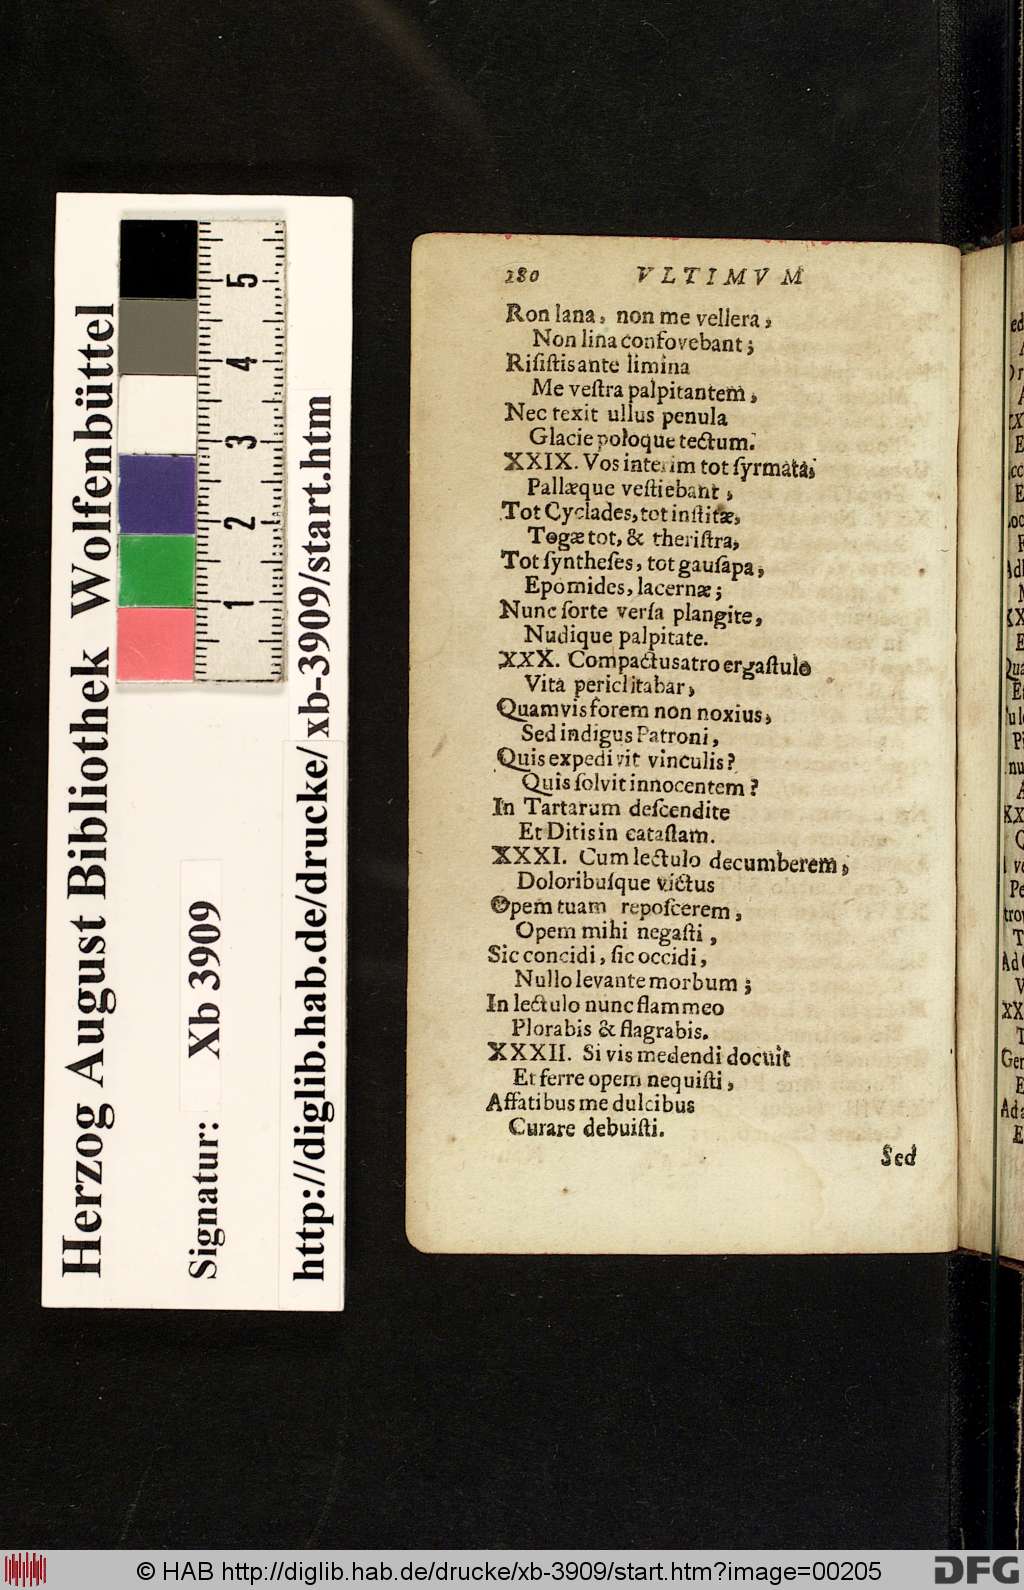 180 VLTIMVM
Ron lana, non me vellera,
Non lina confovebant;
Risistis ante limina
Me vestra palpitantem,
Nec texit ullus penula
Glacie poloque tectum.
XXIX. Vos interim tot syrmata,
Pallæque vestiebant,
Tot Cyclades, tot institæ,
Togæ tot, & theristra,
Tot syntheses, tot gausapa,
Epomides, lacernæ;
Nunc sorte versa plangite,
Nudique palpitate.
XXX. Compactus atro ergastulo
Vita periclitabar,
Quamvis forem non noxius,
Sed indigus Patroni,
Quis expedivit vinculis?
Quis solvit innocentem?
In Tartarum descendite
Et Ditis in catastam.
XXXI. Cum lectulo decumberem,
Doloribusque victus
Opem tuam reposcerem,
Opem mihi negasti,
Sic concidi, sic occidi,
Nullo levante morbum;
In lectulo nunc flammeo
Plorabis & flagrabis.
XXXII. Si vis medendi docuit
Et ferre opem nequisti,
Affatibus me dulcibus
Curare debuisti.
Sed
Herzog August Bibliothek Wolfenbüttel
Signatur: Xb 3909
http://diglib.hab.de/drucke/xb-3909/start.htm
5
4
3
2
1
© HAB http://diglib.hab.de/drucke/xb-3909/start.htm?image=00205
DFG